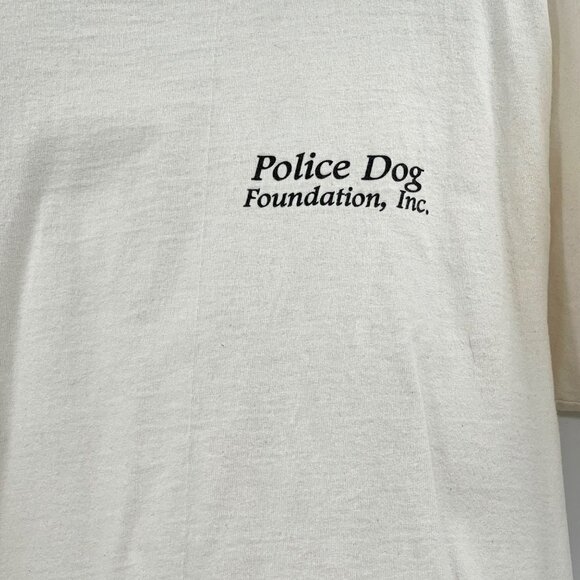 Police Dog
Foundation, Inc.